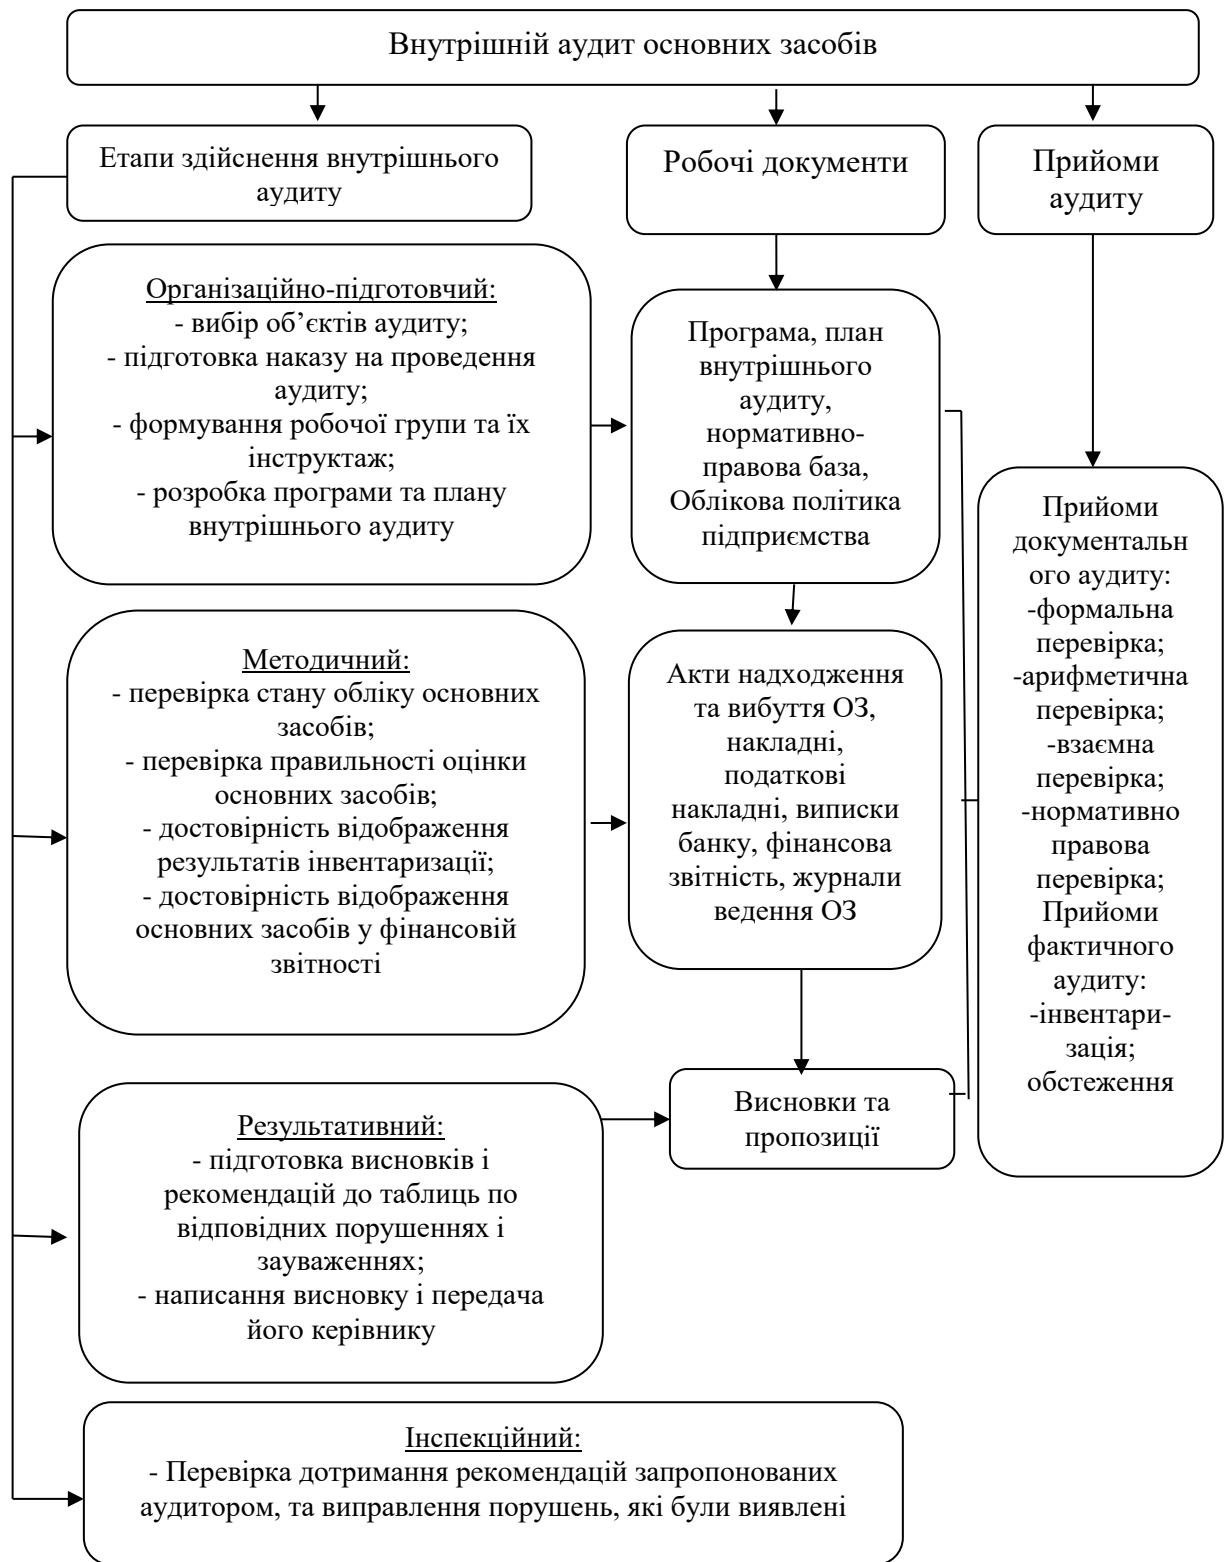 Внутрішній аудит основних засобів
Етапи здійснення внутрішнього
аудиту
Робочі документи
Прийоми
аудиту
Організаційно-підготовчий:
- вибір об’єктів аудиту;
- підготовка наказу на проведення
аудиту;
- формування робочої групи та їх
інструктаж;
- розробка програми та плану
внутрішнього аудиту
Програма, план
внутрішнього
аудиту,
нормативно-
правова база,
Облікова політика
підприємства
Методичний:
- перевірка стану обліку основних
засобів;
- перевірка правильності оцінки
основних засобів;
- достовірність відображення
результатів інвентаризації;
- достовірність відображення
основних засобів у фінансовій
звітності
Акти надходження
та вибуття ОЗ,
накладні,
податкові
накладні, виписки
банку, фінансова
звітність, журнали
ведення ОЗ
Прийоми
документальн
ого аудиту:
-формальна
перевірка;
-арифметична
перевірка;
-взаємна
перевірка;
-нормативно
правова
перевірка;
Прийоми
фактичного
аудиту:
-інвентари-
зація;
обстеження
Результативний:
- підготовка висновків і
рекомендацій до таблиць по
відповідних порушеннях і
зауваженнях;
- написання висновку і передача
його керівнику
Висновки та
пропозиції
Інспекційний:
- Перевірка дотримання рекомендацій запропонованих
аудитором, та виправлення порушень, які були виявлені